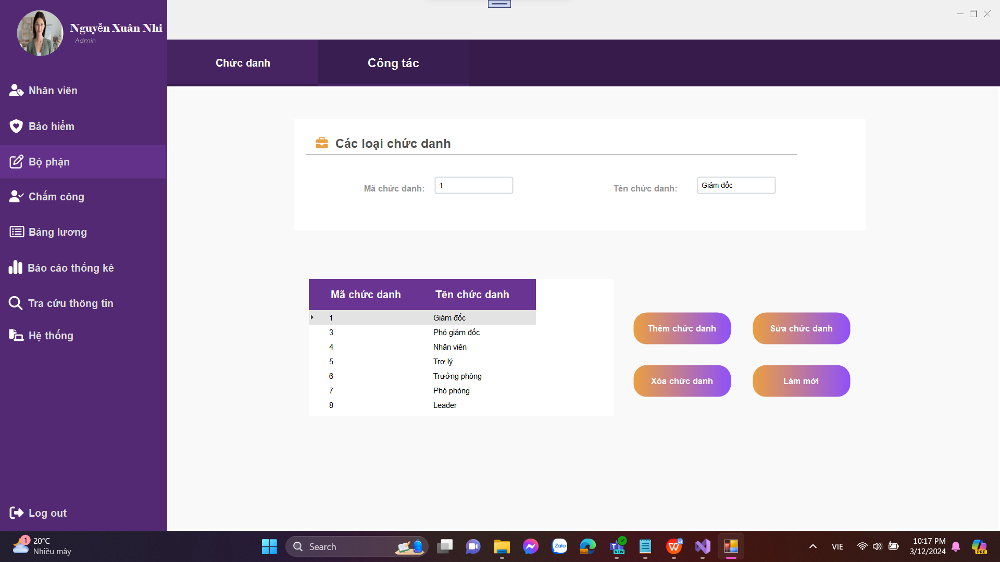 Nguyễn Xuân Nhi
Admin
Nhân viên
Bảo hiểm
Bộ phận
Chấm công
Bảng lương
Báo cáo thống kê
Tra cứu thông tin
Hệ thống
Log out
Chức danh
Công tác
Các loại chức danh
Mã chức danh: 1
Tên chức danh: Giám đốc
Mã chức danh Tên chức danh
1 Giám đốc
3 Phó giám đốc
4 Nhân viên
5 Trợ lý
6 Trưởng phòng
7 Phó phòng
8 Leader
Thêm chức danh
Sửa chức danh
Xóa chức danh
Làm mới
1
20°C
Nhiều mây
Search
Zalo
T
NEW
W
W
VIE
10:17 PM
3/12/2024
PRE